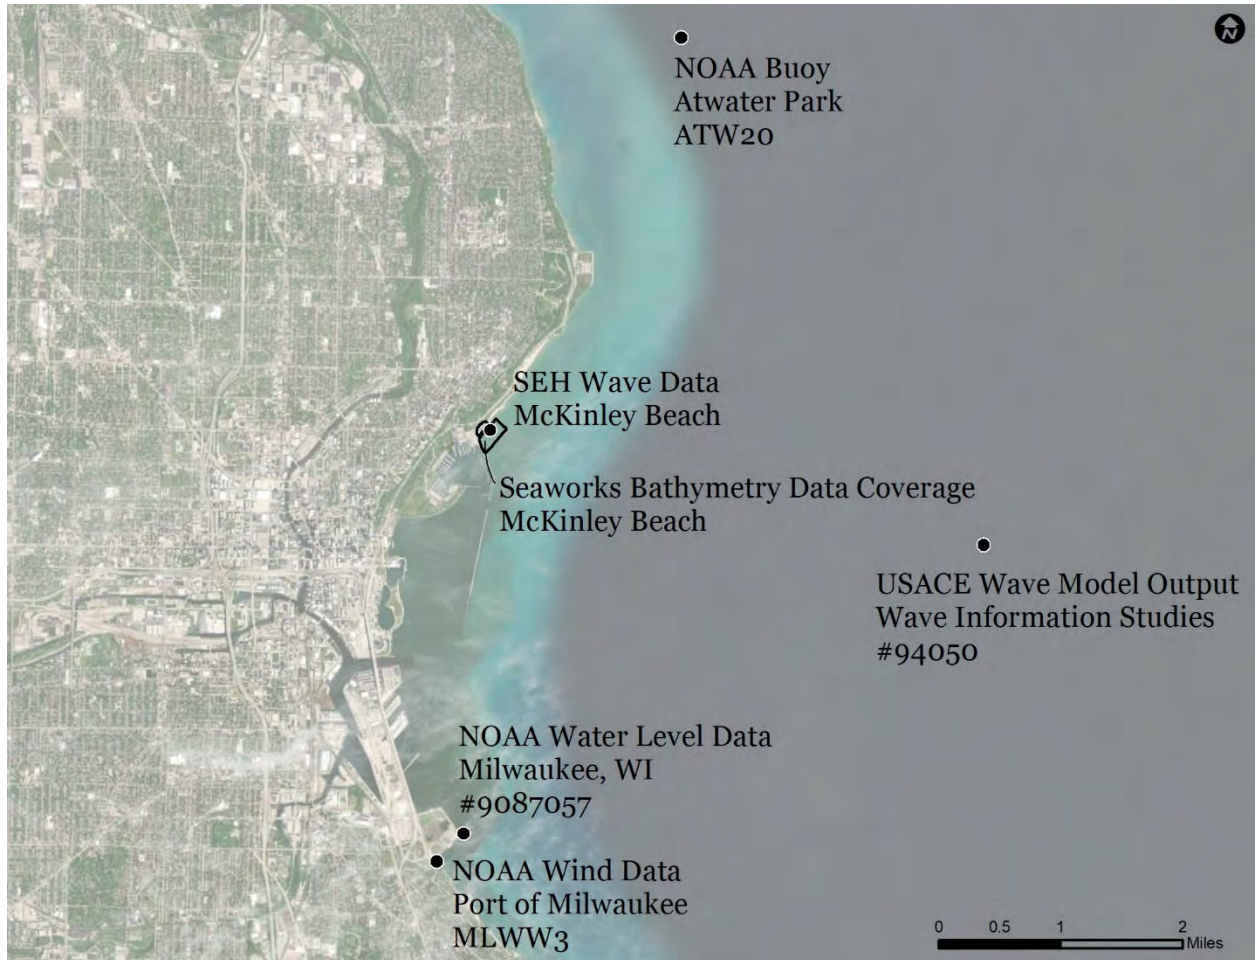 N
NOAA Buoy
Atwater Park
ATW20
SEH Wave Data
McKinley Beach
Seaworks Bathymetry Data Coverage
McKinley Beach
USACE Wave Model Output
Wave Information Studies
#94050
NOAA Water Level Data
Milwaukee, WI
#9087057
NOAA Wind Data
Port of Milwaukee
MLWW3
0 0.5 1 2
Miles